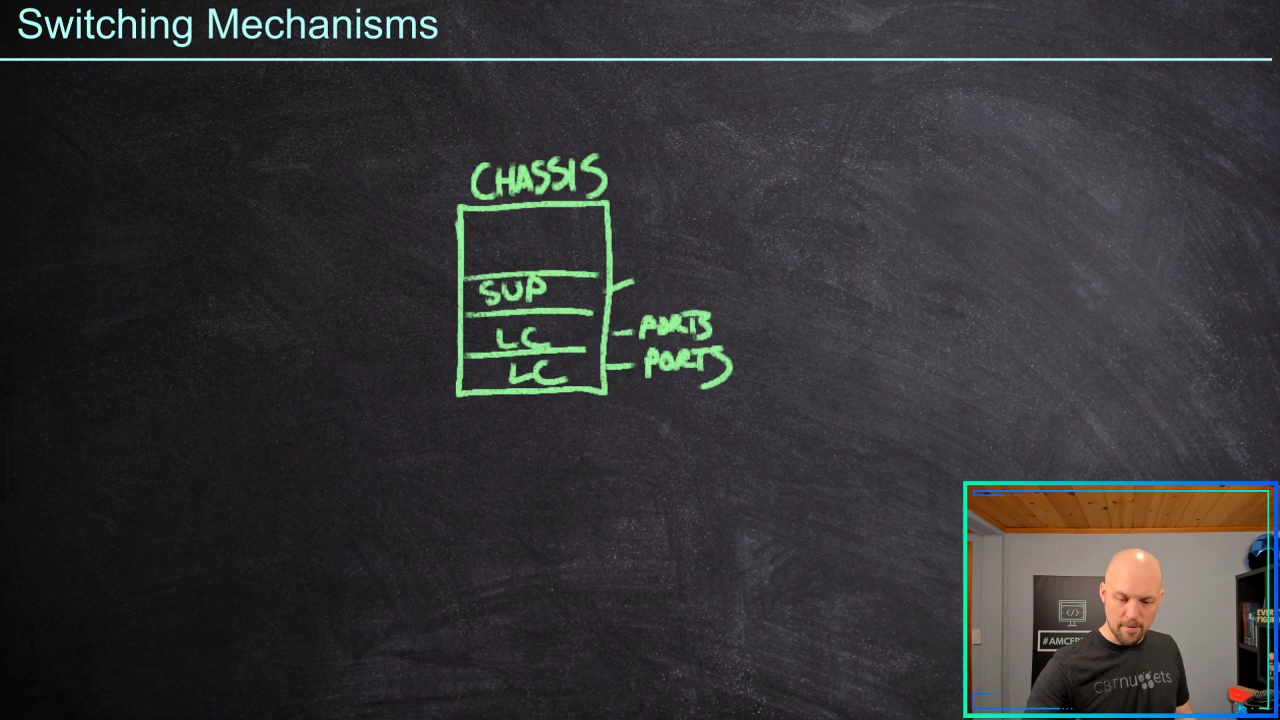 Switching Mechanisms
CHASSIS
SUP
LC
PORTS
LC
PORTS
CBTnuggets